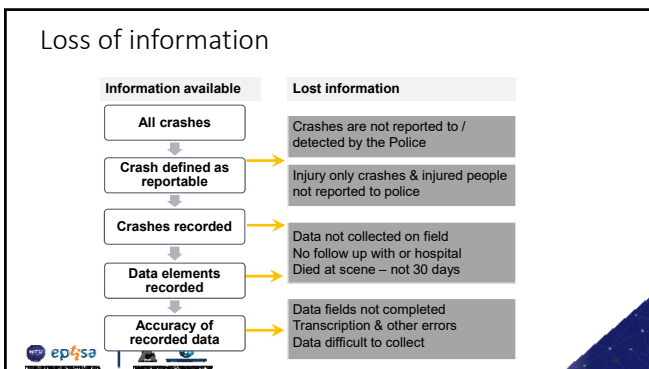 Loss of information
Information available
Lost information
All crashes
Crashes are not reported to /
detected by the Police
Crash defined as
reportable
Injury only crashes & injured people
not reported to police
Crashes recorded
Data not collected on field
No follow up with or hospital
Died at scene – not 30 days
Data elements
recorded
Accuracy of
recorded data
Data fields not completed
Transcription & other errors
Data difficult to collect
NTU eptisa